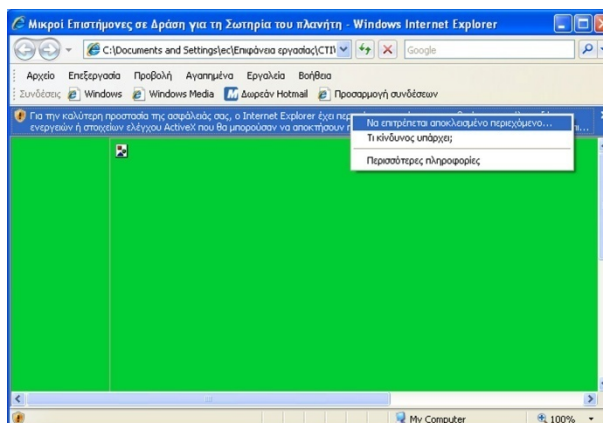 Μικροί Επιστήμονες σε Δράση για τη Σωτηρία του πλανήτη - Windows Internet Explorer
C:\Documents and Settings\ec\Επιφάνεια εργασίας\CTI\
Google
Αρχείο Επεξεργασία Προβολή Αγαπημένα Εργαλεία Βοήθεια
Συνδέσεις Windows Windows Media Δωρεάν Hotmail Προσαρμογή συνδέσεων
Για την καλύτερη προστασία της ασφάλειάς σας, ο Internet Explorer έχει
ενεργειών ή στοιχείων ελέγχου ActiveX που θα μπορούσαν να αποκτήσουν
Να επιτρέπεται αποκλεισμένο περιεχόμενο...
Τι κίνδυνος υπάρχει;
Περισσότερες πληροφορίες
My Computer 100%